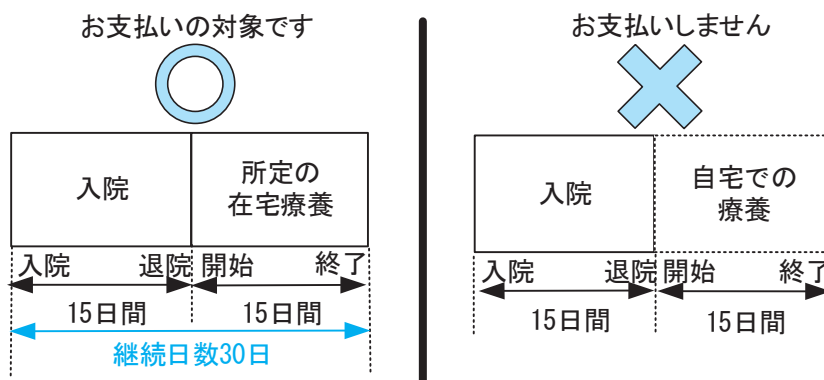 お支払いの対象です
入院
所定の
在宅療養
入院 退院 開始 終了
15日間 15日間
継続日数30日
お支払いしません
入院
自宅での
療養
入院 退院 開始 終了
15日間 15日間